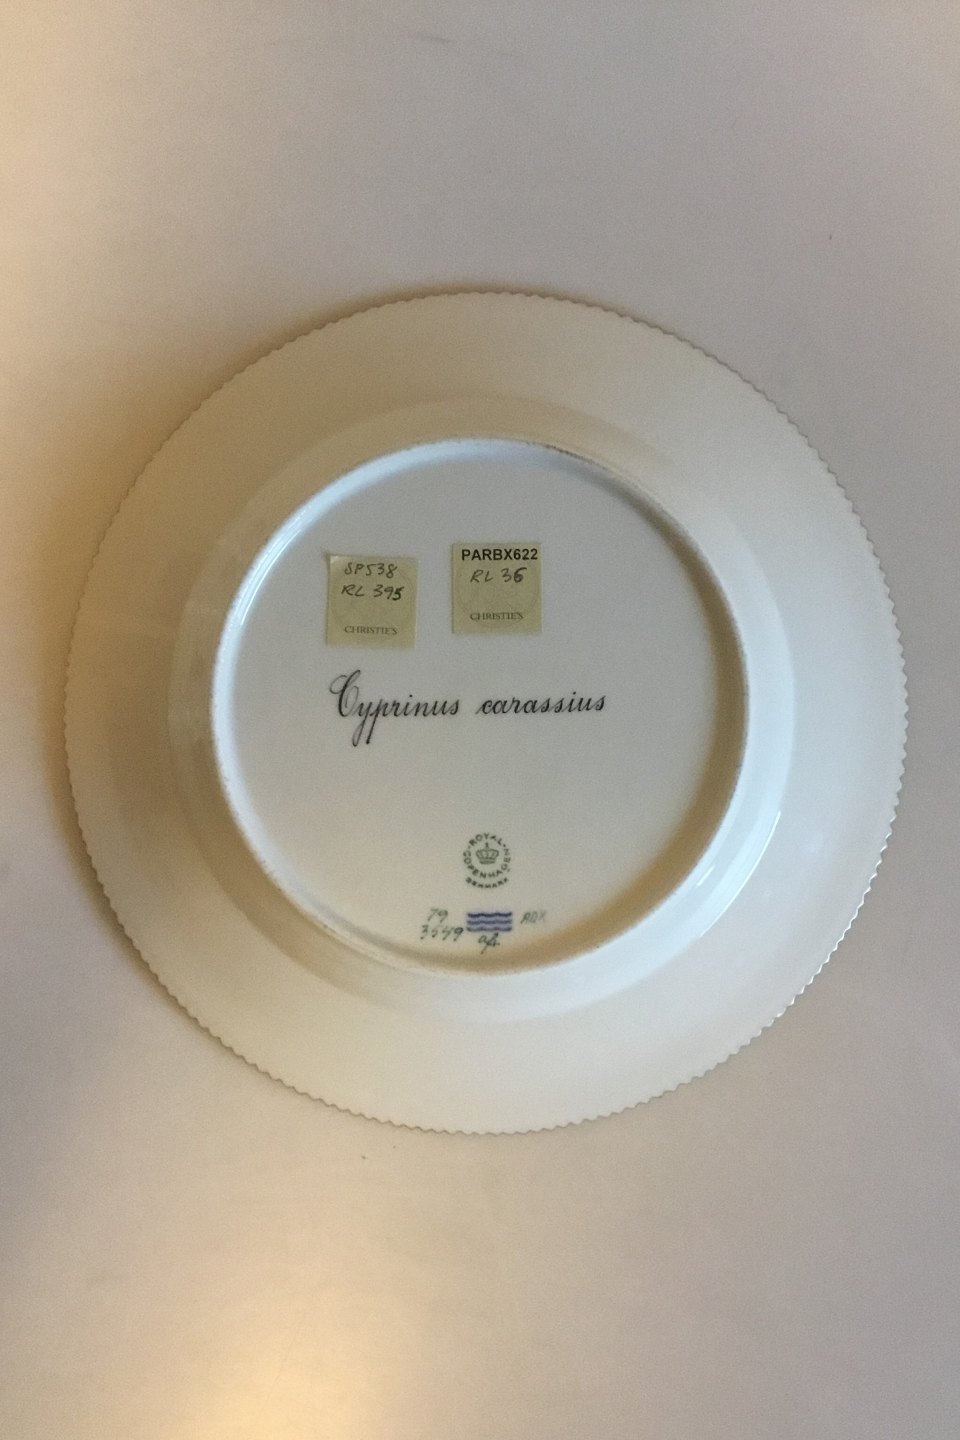 SP538
RL 395
CHRISTIE'S
PARBX622
RL 36
CHRISTIE'S
Cyprinus carassius
ROYAL COPENHAGEN
DENMARK
79
3549